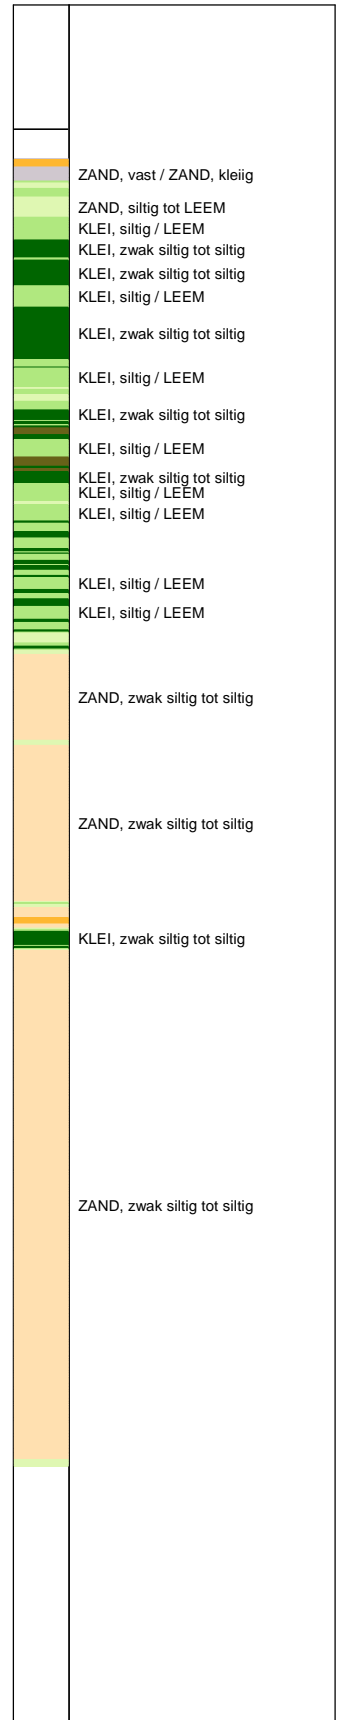 ZAND, vast / ZAND, kleiig
ZAND, siltig tot LEEM
KLEI, siltig / LEEM
KLEI, zwak siltig tot siltig
KLEI, zwak siltig tot siltig
KLEI, siltig / LEEM
KLEI, zwak siltig tot siltig
KLEI, siltig / LEEM
KLEI, zwak siltig tot siltig
KLEI, siltig / LEEM
KLEI, zwak siltig tot siltig
KLEI, siltig / LEEM
KLEI, siltig / LEEM
KLEI, siltig / LEEM
KLEI, siltig / LEEM
ZAND, zwak siltig tot siltig
ZAND, zwak siltig tot siltig
KLEI, zwak siltig tot siltig
ZAND, zwak siltig tot siltig